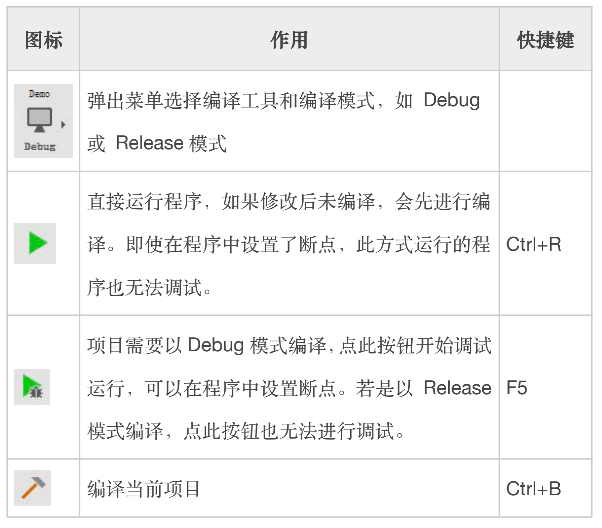 图标 作用 快捷键
Demo
Debug
弹出菜单选择编译工具和编译模式，如 Debug
或 Release 模式
直接运行程序，如果修改后未编译，会先进行编
译。即使在程序中设置了断点，此方式运行的程
序也无法调试。
Ctrl+R
项目需要以 Debug 模式编译，点此按钮开始调试
运行，可以在程序中设置断点。若是以 Release
模式编译，点此按钮也无法进行调试。
F5
编译当前项目
Ctrl+B